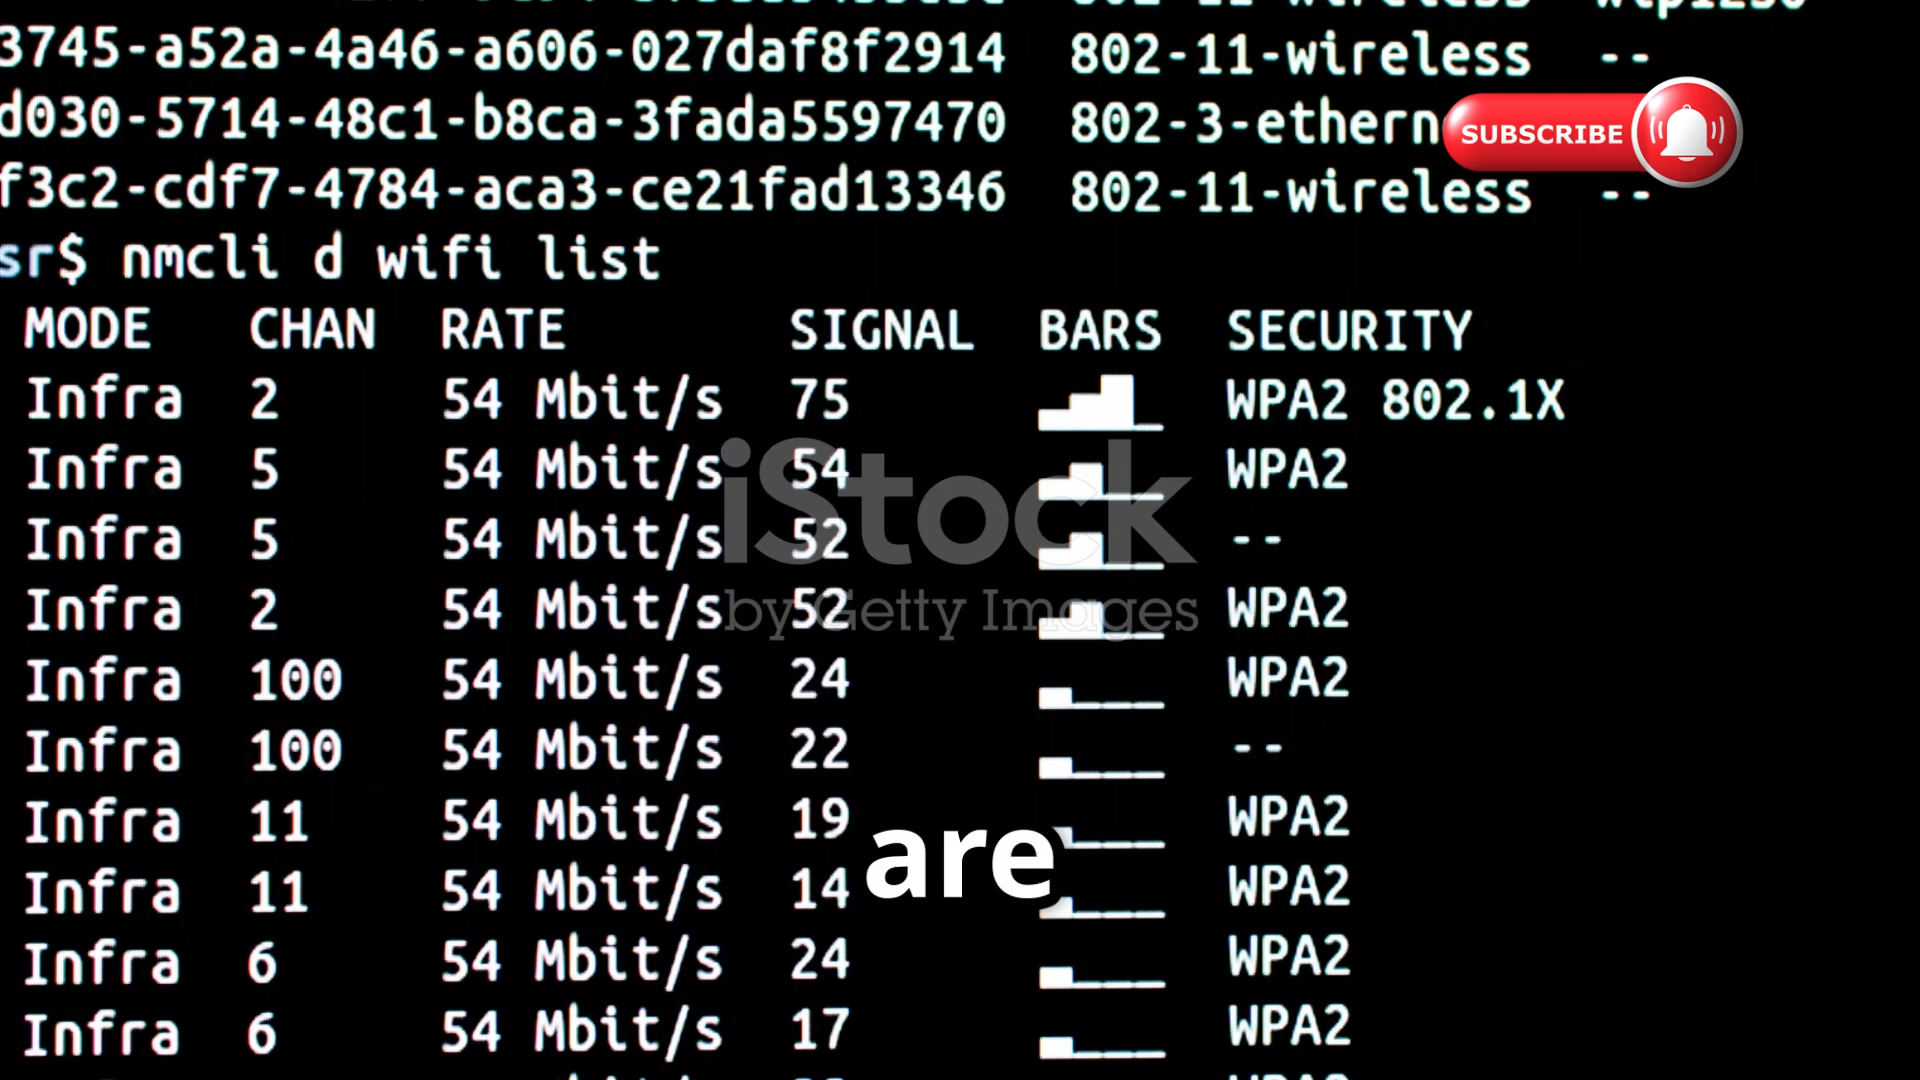 3745-a52a-4a46-a606-027daf8f2914 802-11-wireless --
d030-5714-48c1-b8ca-3fada5597470 802-3-ethern
SUBSCRIBE
f3c2-cdf7-4784-aca3-ce21fad13346 802-11-wireless --
sr$ nmcli d wifi list
MODE CHAN RATE SIGNAL BARS SECURITY
Infra 2 54 Mbit/s 75 WPA2 802.1X
Infra 5 54 Mbit/s 54 WPA2
Infra 5 54 Mbit/s 52 --
iStock
Infra 2 54 Mbit/s 52 WPA2
by Getty Images
Infra 100 54 Mbit/s 24 WPA2
Infra 100 54 Mbit/s 22 --
Infra 11 54 Mbit/s 19 WPA2
are
Infra 11 54 Mbit/s 14 WPA2
Infra 6 54 Mbit/s 24 WPA2
Infra 6 54 Mbit/s 17 WPA2